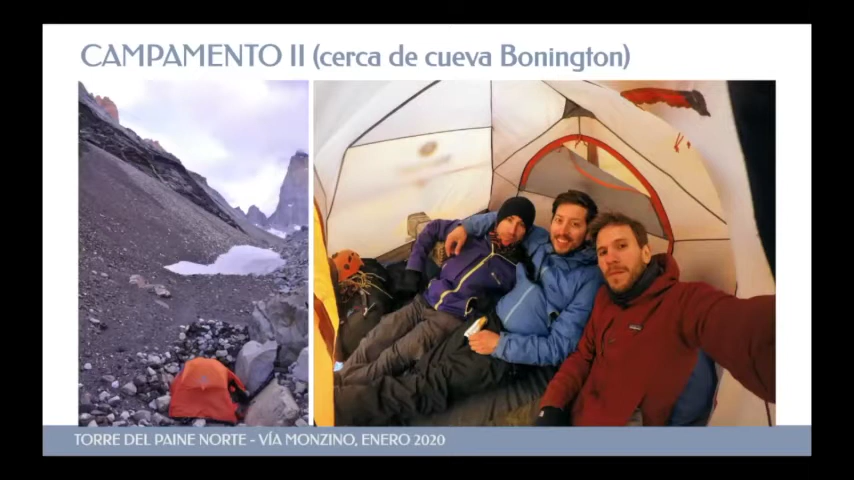 CAMPAMENTO II (cerca de cueva Bonington)
TORRE DEL PAINE NORTE - VÍA MONZINO, ENERO 2020